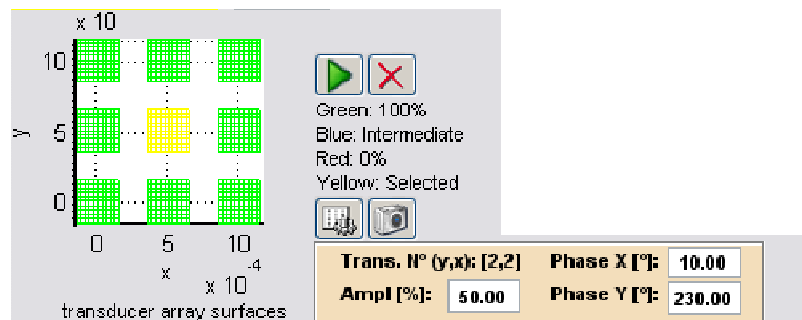 x 10
10
y
5
0
0 5 10
x
x 10 -4
transducer array surfaces
Green: 100%
Blue: Intermediate
Red: 0%
Yellow: Selected
Trans. Nº (y,x): [2,2] Phase X [º]: 10.00
Ampl [%]: 50.00 Phase Y [º]: 230.00